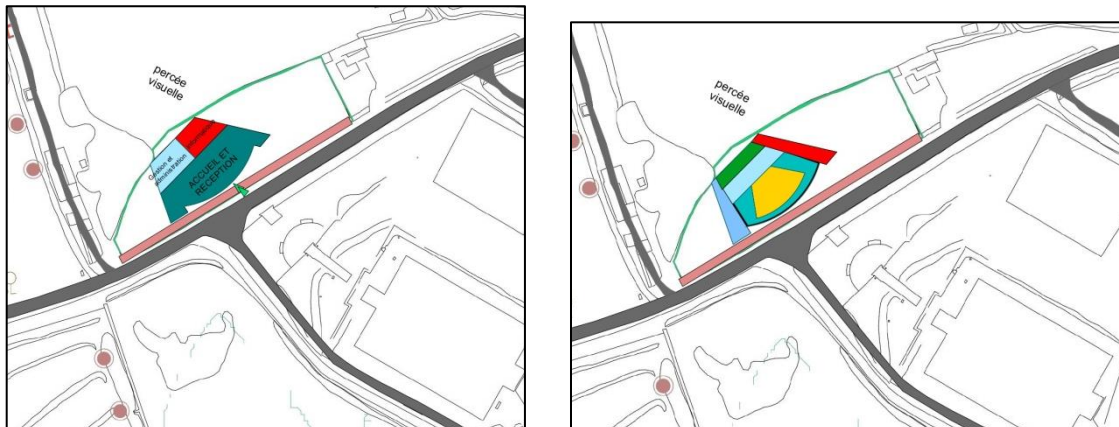 percée
visuelle
Gestion et
administration
ACCUEIL ET
RECEPTION
percée
visuelle